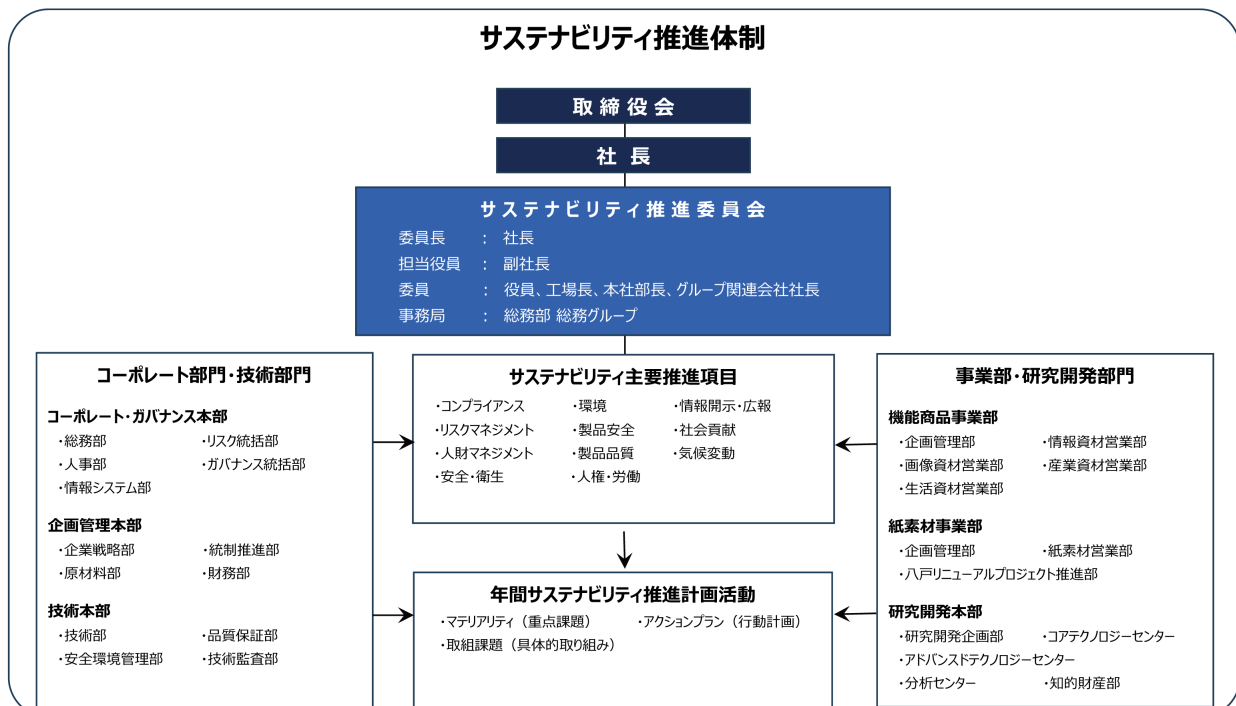 サステナビリティ推進体制
取締役会
社長
サステナビリティ推進委員会
委員長 : 社長
担当役員 : 副社長
委員 : 役員、工場長、本社部長、グループ関連会社社長
事務局 : 総務部 総務グループ
コーポレート部門・技術部門
コーポレート・ガバナンス本部
・総務部 ・リスク統括部
・人事部 ・ガバナンス統括部
・情報システム部
企画管理本部
・企業戦略部 ・統制推進部
・原材料部 ・財務部
技術本部
・技術部 ・品質保証部
・安全環境管理部 ・技術監査部
サステナビリティ主要推進項目
・コンプライアンス ・環境 ・情報開示・広報
・リスクマネジメント ・製品安全 ・社会貢献
・人財マネジメント ・製品品質 ・気候変動
・安全・衛生 ・人権・労働
年間サステナビリティ推進計画活動
・マテリアリティ（重点課題） ・アクションプラン（行動計画）
・取組課題（具体的取り組み）
事業部・研究開発部門
機能商品事業部
・企画管理部 ・情報資材営業部
・画像資材営業部 ・産業資材営業部
・生活資材営業部
紙素材事業部
・企画管理部 ・紙素材営業部
・八戸リニューアルプロジェクト推進部
研究開発本部
・研究開発企画部 ・コアテクノロジーセンター
・アドバンスドテクノロジーセンター
・分析センター ・知的財産部